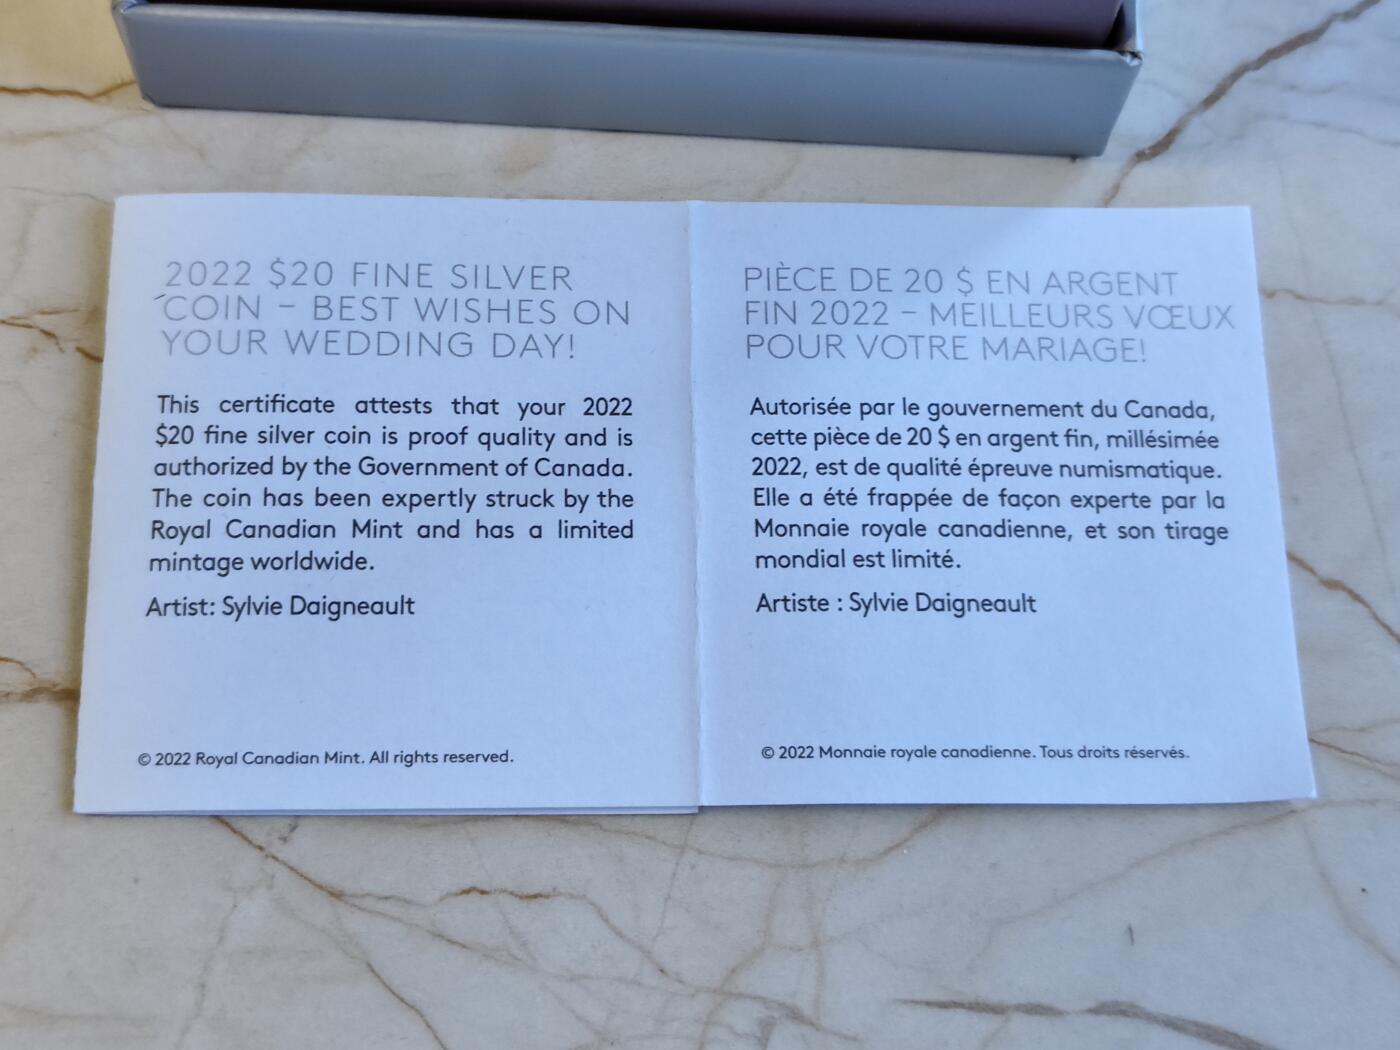 2022 $20 FINE SILVER
COIN – BEST WISHES ON
YOUR WEDDING DAY!
This certificate attests that your 2022
$20 fine silver coin is proof quality and is
authorized by the Government of Canada.
The coin has been expertly struck by the
Royal Canadian Mint and has a limited
mintage worldwide.
Artist: Sylvie Daigneault
© 2022 Royal Canadian Mint. All rights reserved.
PIÈCE DE 20 $ EN ARGENT
FIN 2022 – MEILLEURS VŒUX
POUR VOTRE MARIAGE!
Autorisée par le gouvernement du Canada,
cette pièce de 20 $ en argent fin, millésimée
2022, est de qualité épreuve numismatique.
Elle a été frappée de façon experte par la
Monnaie royale canadienne, et son tirage
mondial est limité.
Artiste : Sylvie Daigneault
© 2022 Monnaie royale canadienne. Tous droits réservés.